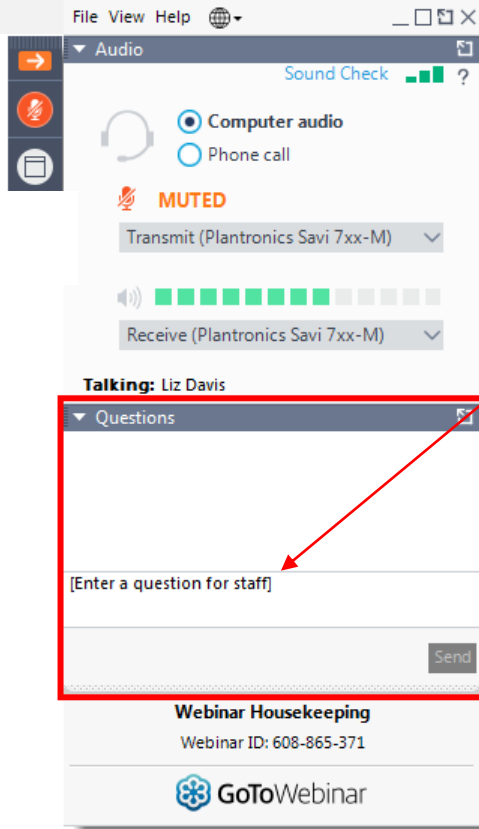 File View Help
Audio
Sound Check ?
Computer audio
Phone call
MUTED
Transmit (Plantronics Savi 7xx-M)
Receive (Plantronics Savi 7xx-M)
Talking: Liz Davis
Questions
[Enter a question for staff]
Send
Webinar Housekeeping
Webinar ID: 608-865-371
GoToWebinar